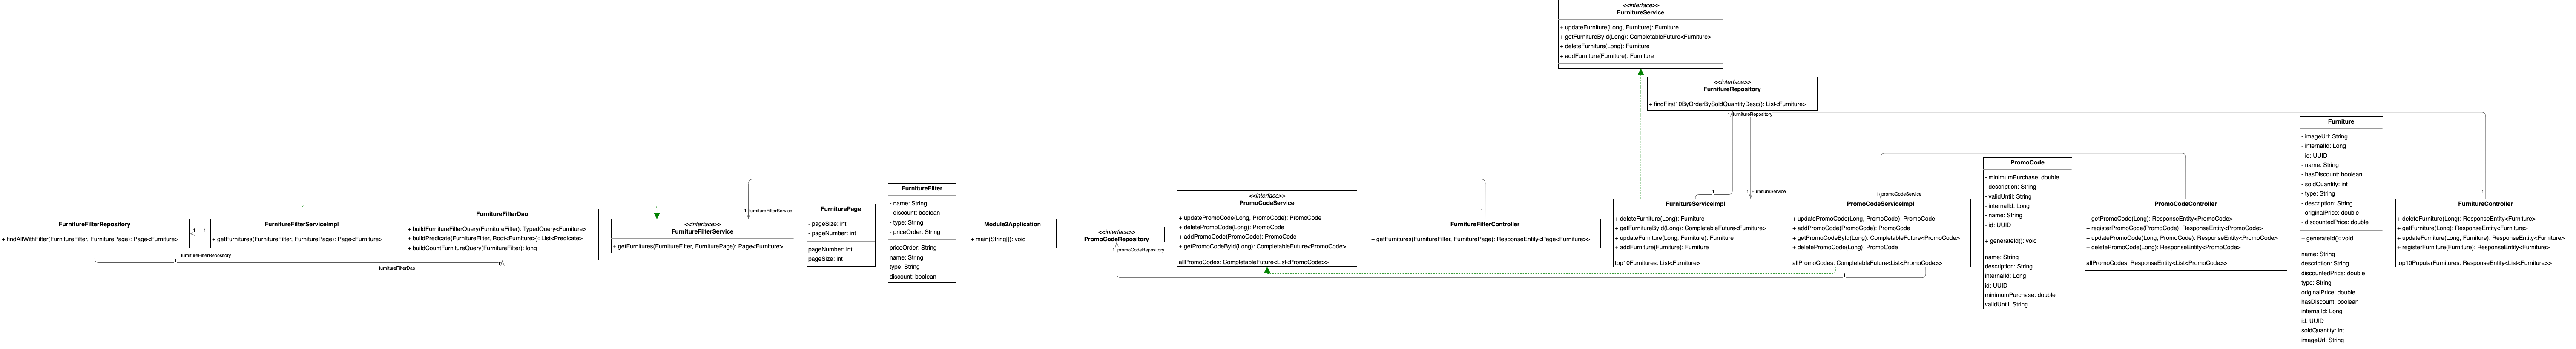 <<interface>>
FurnitureService
+ updateFurniture(Long, Furniture): Furniture
+ getFurnitureById(Long): CompletableFuture<Furniture>
+ deleteFurniture(Long): Furniture
+ addFurniture(Furniture): Furniture
<<interface>>
FurnitureRepository
+ findFirst10ByOrderBySoldQuantityDesc(): List<Furniture>
1
furnitureRepository
FurnitureFilterRepository
+ findAllWithFilter(FurnitureFilter, FurniturePage): Page<Furniture>
1
1
furnitureFilterRepository
1
furnitureFilterDao
1
FurnitureFilterServiceImpl
+ getFurnitures(FurnitureFilter, FurniturePage): Page<Furniture>
FurnitureFilterDao
+ buildFurnitureFilterQuery(FurnitureFilter): TypedQuery<Furniture>
+ buildPredicate(FurnitureFilter, Root<Furniture>): List<Predicate>
+ buildCountFurnitureQuery(FurnitureFilter): long
<<interface>>
FurnitureFilterService
+ getFurnitures(FurnitureFilter, FurniturePage): Page<Furniture>
1
furnitureFilterService
FurniturePage
- pageSize: int
- pageNumber: int
pageNumber: int
pageSize: int
FurnitureFilter
- name: String
- discount: boolean
- type: String
- priceOrder: String
priceOrder: String
name: String
type: String
discount: boolean
Module2Application
+ main(String[]): void
<<interface>>
PromoCodeRepository
1
promoCodeRepository
<<interface>>
PromoCodeService
+ updatePromoCode(Long, PromoCode): PromoCode
+ deletePromoCode(Long): PromoCode
+ addPromoCode(PromoCode): PromoCode
+ getPromoCodeById(Long): CompletableFuture<PromoCode>
allPromoCodes: CompletableFuture<List<PromoCode>>
1
FurnitureFilterController
+ getFurnitures(FurnitureFilter, FurniturePage): ResponseEntity<Page<Furniture>>
1
1
FurnitureService
FurnitureServiceImpl
+ deleteFurniture(Long): Furniture
+ getFurnitureById(Long): CompletableFuture<Furniture>
+ updateFurniture(Long, Furniture): Furniture
+ addFurniture(Furniture): Furniture
top10Furnitures: List<Furniture>
1
promoCodeService
PromoCodeServiceImpl
+ updatePromoCode(Long, PromoCode): PromoCode
+ addPromoCode(PromoCode): PromoCode
+ getPromoCodeById(Long): CompletableFuture<PromoCode>
+ deletePromoCode(Long): PromoCode
allPromoCodes: CompletableFuture<List<PromoCode>>
1
PromoCode
- minimumPurchase: double
- description: String
- validUntil: String
- internalId: Long
- name: String
- id: UUID
+ generateId(): void
name: String
description: String
internalId: Long
id: UUID
minimumPurchase: double
validUntil: String
1
PromoCodeController
+ getPromoCode(Long): ResponseEntity<PromoCode>
+ registerPromoCode(PromoCode): ResponseEntity<PromoCode>
+ updatePromoCode(Long, PromoCode): ResponseEntity<PromoCode>
+ deletePromoCode(Long): ResponseEntity<PromoCode>
allPromoCodes: ResponseEntity<List<PromoCode>>
Furniture
- imageUrl: String
- internalId: Long
- id: UUID
- name: String
- hasDiscount: boolean
- soldQuantity: int
- type: String
- description: String
- originalPrice: double
- discountedPrice: double
+ generateId(): void
name: String
description: String
discountedPrice: double
type: String
originalPrice: double
hasDiscount: boolean
internalId: Long
id: UUID
soldQuantity: int
imageUrl: String
1
FurnitureController
+ deleteFurniture(Long): ResponseEntity<Furniture>
+ getFurniture(Long): ResponseEntity<Furniture>
+ updateFurniture(Long, Furniture): ResponseEntity<Furniture>
+ registerFurniture(Furniture): ResponseEntity<Furniture>
top10PopularFurnitures: ResponseEntity<List<Furniture>>